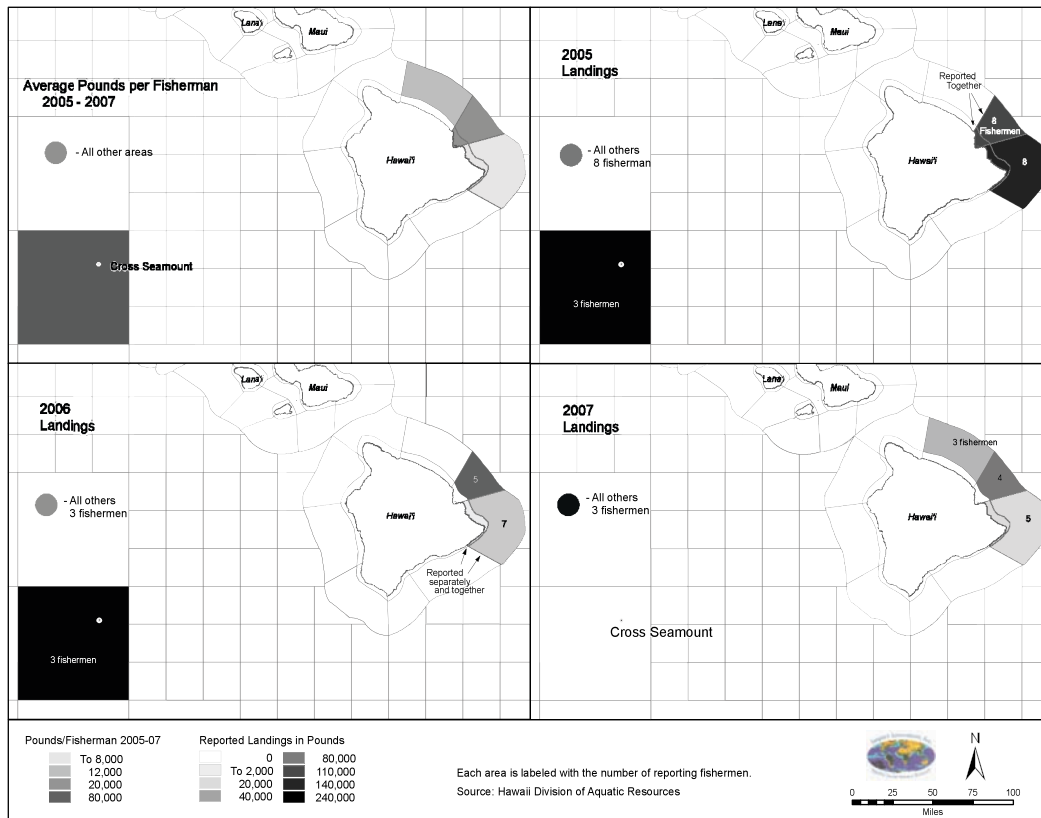 Lana'i
Maui
Average Pounds per Fisherman
2005 - 2007
- All other areas
Hawai'i
Cross Seamount
Lana'i
Maui
2005
Landings
Reported
Together
8
Fishermen
- All others
8 fisherman
Hawai'i
8
3 fishermen
Lana'i
Maui
2006
Landings
5
- All others
3 fishermen
Hawai'i
7
Reported
separately
and together
3 fishermen
Lana'i
Maui
2007
Landings
3 fishermen
4
- All others
3 fishermen
Hawai'i
5
Cross Seamount
Pounds/Fisherman 2005-07
To 8,000
12,000
20,000
80,000
Reported Landings in Pounds
0
To 2,000
20,000
40,000
80,000
110,000
140,000
240,000
Each area is labeled with the number of reporting fishermen.
Source: Hawaii Division of Aquatic Resources
N
0 25 50 75 100
Miles